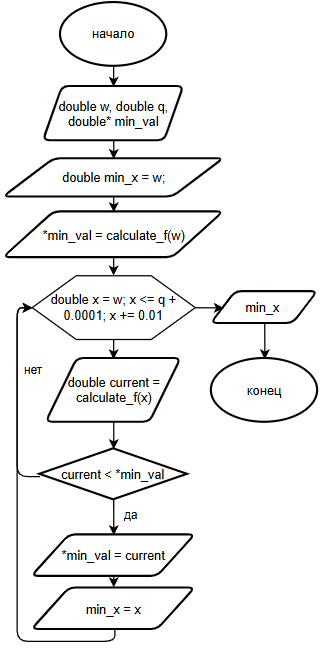 начало
double w, double q,
double* min_val
double min_x = w;
*min_val = calculate_f(w)
double x = w; x <= q +
0.0001; x += 0.01
min_x
нет
double current =
calculate_f(x)
конец
current < *min_val
да
*min_val = current
min_x = x